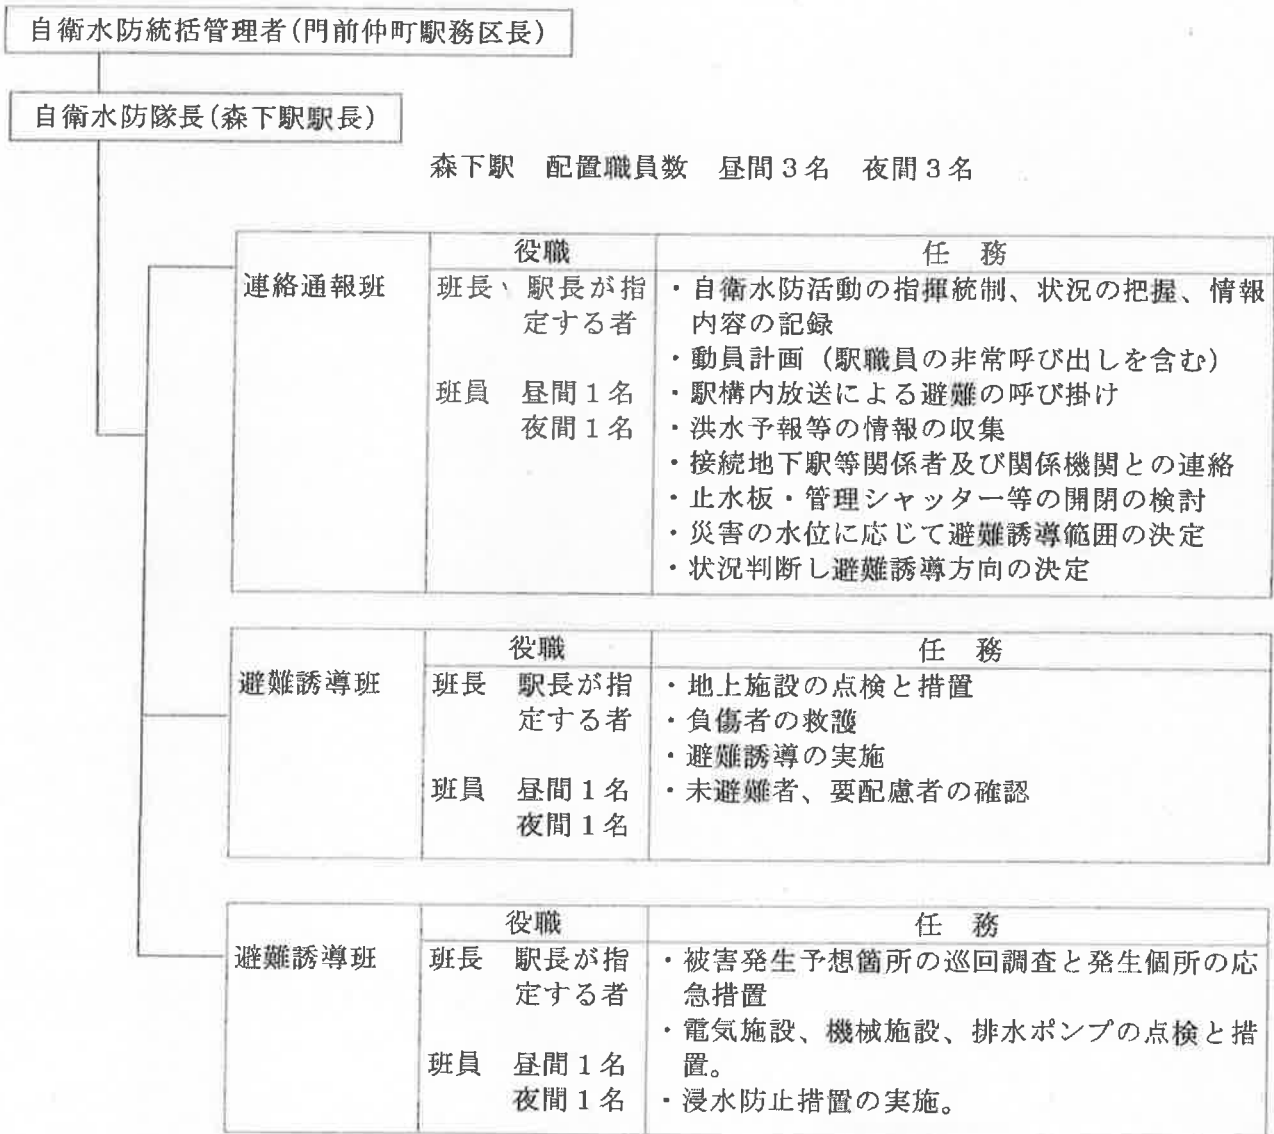 自衛水防統括管理者(門前仲町駅務区長)
自衛水防隊長(森下駅駅長)
森下駅　配置職員数　昼間3名　夜間3名
役職　任　務
連絡通報班
班長、駅長が指
定する者
班員　昼間1名
夜間1名
・自衛水防活動の指揮統制、状況の把握、情報
内容の記録
・動員計画（駅職員の非常呼び出しを含む）
・駅構内放送による避難の呼び掛け
・洪水予報等の情報の収集
・接続地下駅等関係者及び関係機関との連絡
・止水板・管理シャッター等の開閉の検討
・災害の水位に応じて避難誘導範囲の決定
・状況判断し避難誘導方向の決定
役職　任　務
避難誘導班
班長　駅長が指
定する者
班員　昼間1名
夜間1名
・地上施設の点検と措置
・負傷者の救護
・避難誘導の実施
・未避難者、要配慮者の確認
役職　任　務
避難誘導班
班長　駅長が指
定する者
班員　昼間1名
夜間1名
・被害発生予想箇所の巡回調査と発生個所の応
急措置
・電気施設、機械施設、排水ポンプの点検と措
置。
・浸水防止措置の実施。